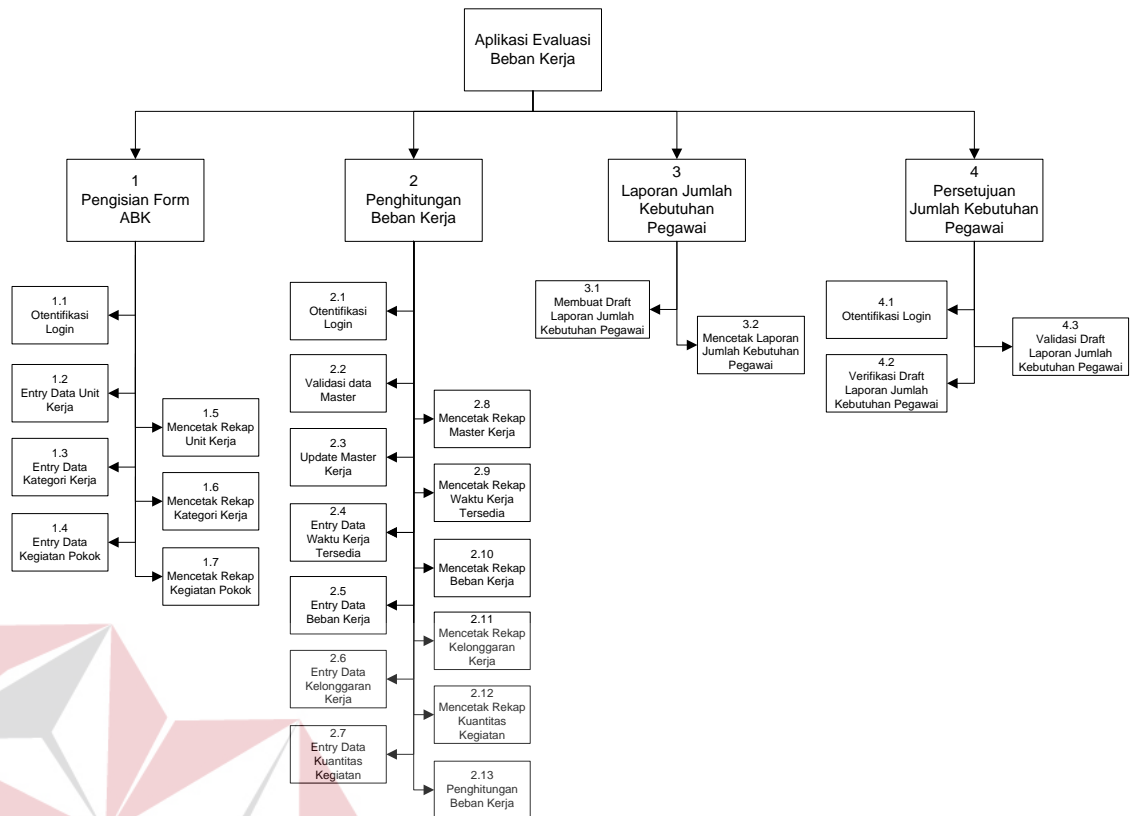 Aplikasi Evaluasi
Beban Kerja
1
Pengisian Form
ABK
2
Penghitungan
Beban Kerja
3
Laporan Jumlah
Kebutuhan
Pegawai
4
Persetujuan
Jumlah Kebutuhan
Pegawai
1.1
Otentifikasi
Login
1.2
Entry Data Unit
Kerja
1.3
Entry Data
Kategori Kerja
1.4
Entry Data
Kegiatan Pokok
1.5
Mencetak Rekap
Unit Kerja
1.6
Mencetak Rekap
Kategori Kerja
1.7
Mencetak Rekap
Kegiatan Pokok
2.1
Otentifikasi
Login
2.2
Validasi data
Master
2.3
Update Master
Kerja
2.4
Entry Data
Waktu Kerja
Tersedia
2.5
Entry Data
Beban Kerja
2.6
Entry Data
Kelonggaran
Kerja
2.7
Entry Data
Kuantitas
Kegiatan
2.8
Mencetak Rekap
Master Kerja
2.9
Mencetak Rekap
Waktu Kerja
Tersedia
2.10
Mencetak Rekap
Beban Kerja
2.11
Mencetak Rekap
Kelonggaran
Kerja
2.12
Mencetak Rekap
Kuantitas
Kegiatan
2.13
Penghitungan
Beban Kerja
3.1
Membuat Draft
Laporan Jumlah
Kebutuhan Pegawai
3.2
Mencetak Laporan
Jumlah Kebutuhan
Pegawai
4.1
Otentifikasi Login
4.2
Verifikasi Draft
Laporan Jumlah
Kebutuhan Pegawai
4.3
Validasi Draft
Laporan Jumlah
Kebutuhan Pegawai